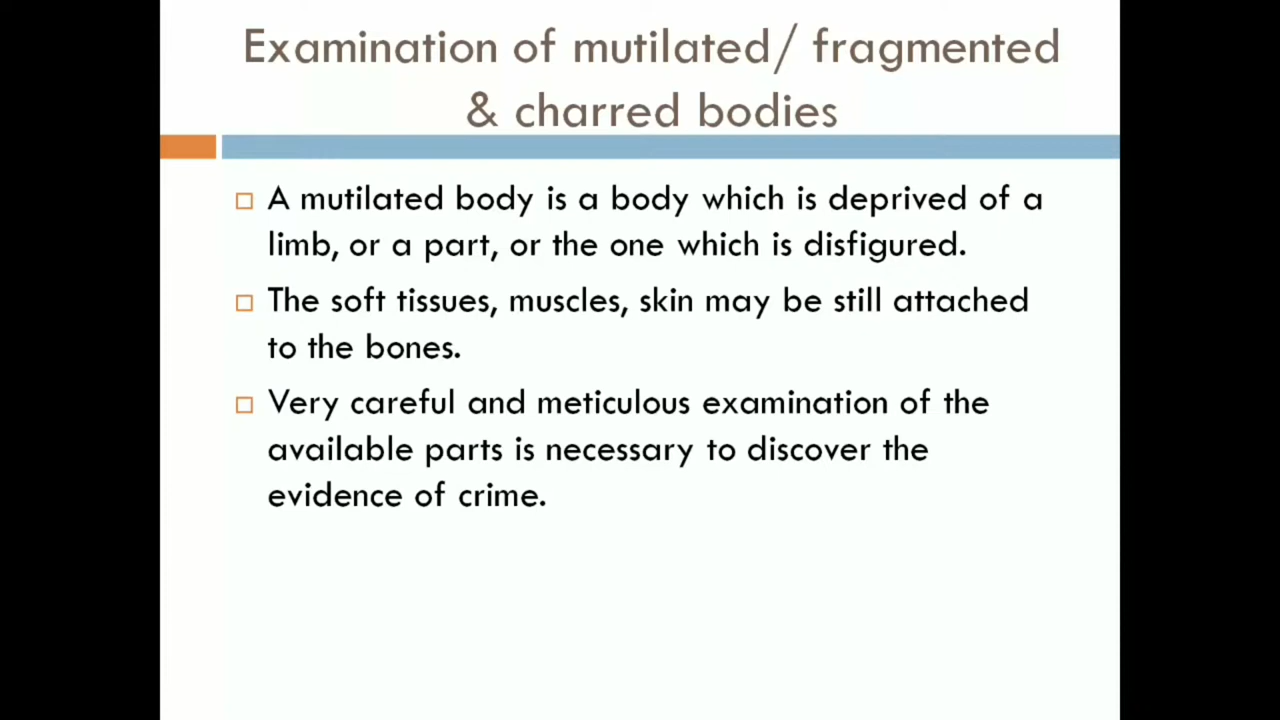 Examination of mutilated/ fragmented
& charred bodies
A mutilated body is a body which is deprived of a
limb, or a part, or the one which is disfigured.
The soft tissues, muscles, skin may be still attached
to the bones.
Very careful and meticulous examination of the
available parts is necessary to discover the
evidence of crime.